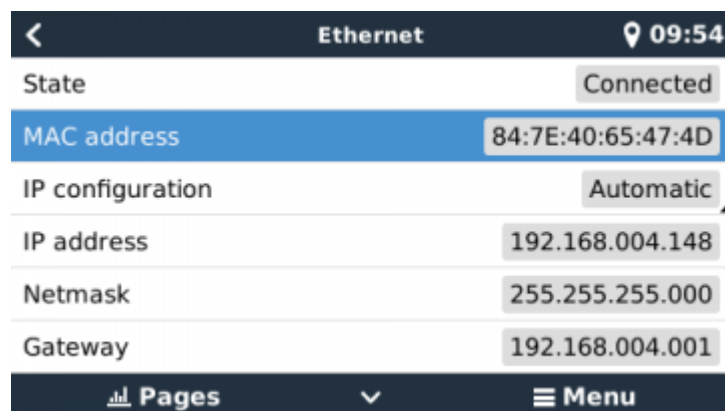 Ethernet 09:54
State Connected
MAC address 84:7E:40:65:47:4D
IP configuration Automatic
IP address 192.168.004.148
Netmask 255.255.255.000
Gateway 192.168.004.001
Pages Menu